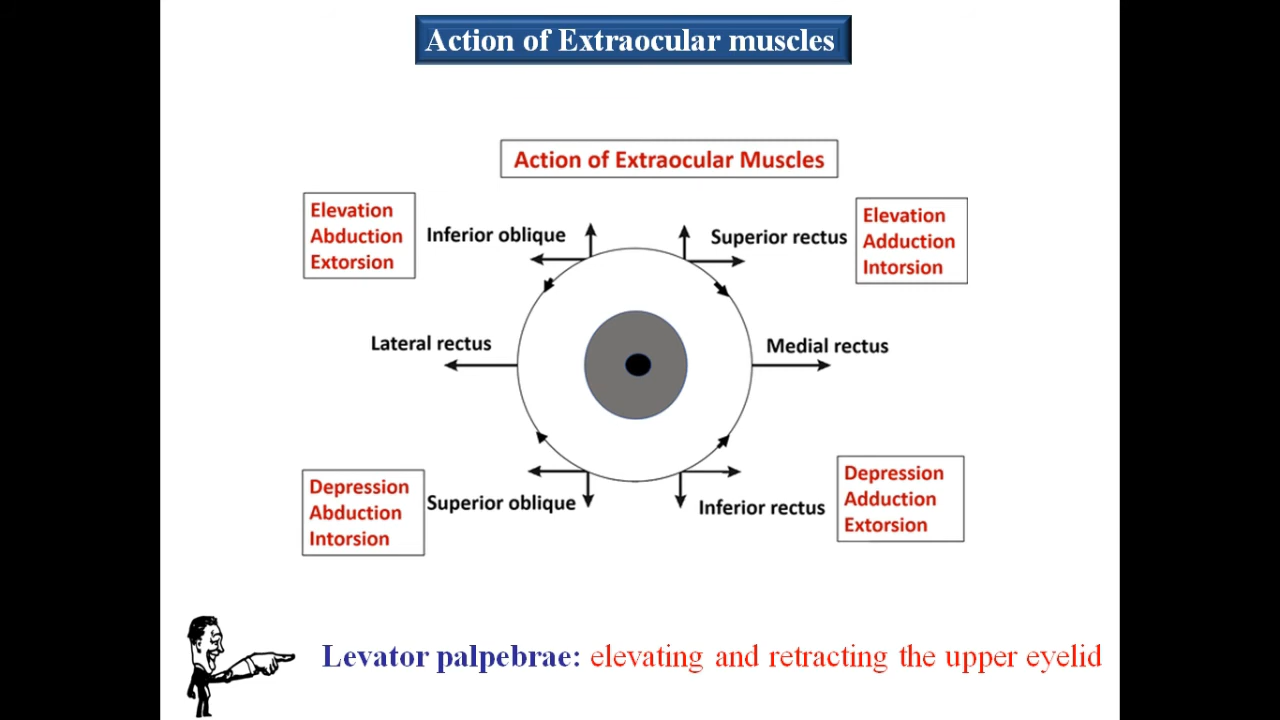 Action of Extraocular muscles
Action of Extraocular Muscles
Elevation
Abduction
Extorsion
Inferior oblique
Superior rectus
Elevation
Adduction
Intorsion
Lateral rectus
Medial rectus
Depression
Abduction
Intorsion
Superior oblique
Inferior rectus
Depression
Adduction
Extorsion
Levator palpebrae: elevating and retracting the upper eyelid